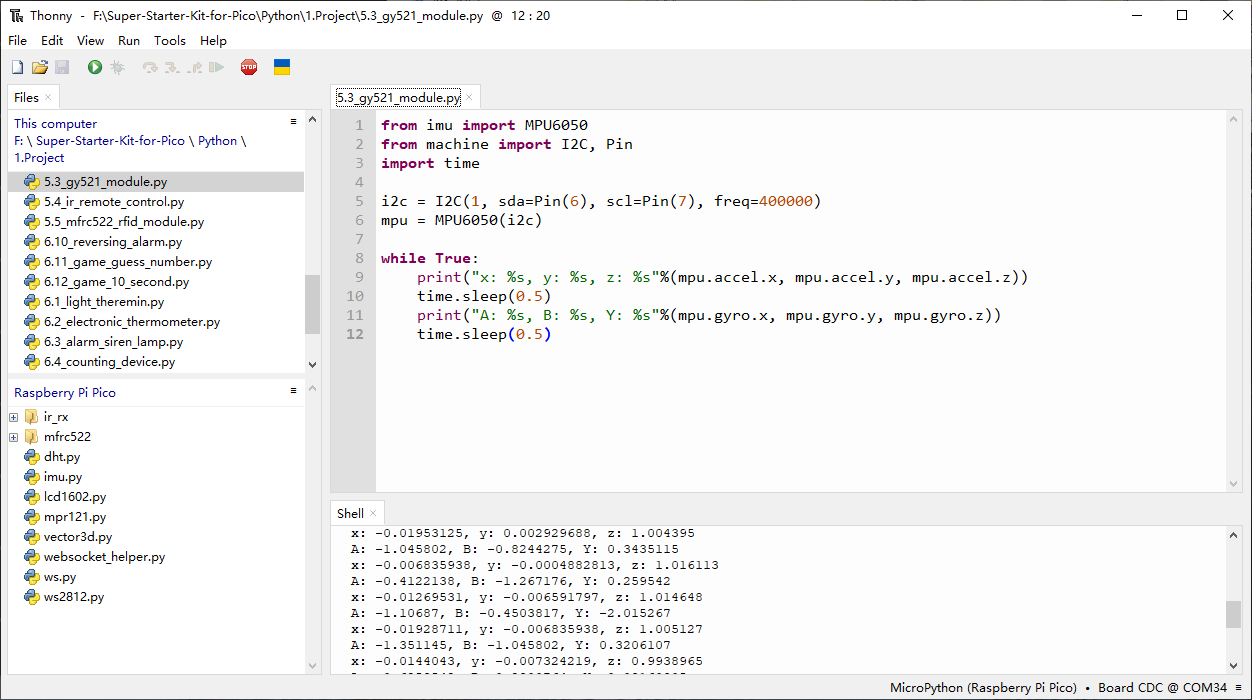 Thonny - F:\Super-Starter-Kit-for-Pico\Python\1.Project\5.3_gy521_module.py @ 12 : 20
File Edit View Run Tools Help
STOP
Files ×
This computer ≡
F: \ Super-Starter-Kit-for-Pico \ Python \
1.Project
5.3_gy521_module.py
5.4_ir_remote_control.py
5.5_mfrc522_rfid_module.py
6.10_reversing_alarm.py
6.11_game_guess_number.py
6.12_game_10_second.py
6.1_light_theremin.py
6.2_electronic_thermometer.py
6.3_alarm_siren_lamp.py
6.4_counting_device.py
Raspberry Pi Pico ≡
ir_rx
mfrc522
dht.py
imu.py
lcd1602.py
mpr121.py
vector3d.py
websocket_helper.py
ws.py
ws2812.py
5.3_gy521_module.py ×
1 from imu import MPU6050
2 from machine import I2C, Pin
3 import time
4
5 i2c = I2C(1, sda=Pin(6), scl=Pin(7), freq=400000)
6 mpu = MPU6050(i2c)
7
8 while True:
9     print("x: %s, y: %s, z: %s"%(mpu.accel.x, mpu.accel.y, mpu.accel.z))
10     time.sleep(0.5)
11     print("A: %s, B: %s, Y: %s"%(mpu.gyro.x, mpu.gyro.y, mpu.gyro.z))
12     time.sleep(0.5)
Shell ×
x: -0.01953125, y: 0.002929688, z: 1.004395
A: -1.045802, B: -0.8244275, Y: 0.3435115
x: -0.006835938, y: -0.0004882813, z: 1.016113
A: -0.4122138, B: -1.267176, Y: 0.259542
x: -0.01269531, y: -0.006591797, z: 1.014648
A: -1.10687, B: -0.4503817, Y: -2.015267
x: -0.01928711, y: -0.006835938, z: 1.005127
A: -1.351145, B: -1.045802, Y: 0.3206107
x: -0.0144043, y: -0.007324219, z: 0.9938965
MicroPython (Raspberry Pi Pico) • Board CDC @ COM34 ≡